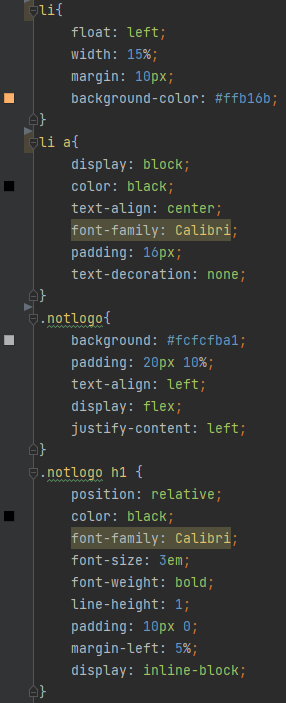 li{
float: left;
width: 15%;
margin: 10px;
background-color: #ffb16b;
}
li a{
display: block;
color: black;
text-align: center;
font-family: Calibri;
padding: 16px;
text-decoration: none;
}
.notlogo{
background: #fcfcfba1;
padding: 20px 10%;
text-align: left;
display: flex;
justify-content: left;
}
.notlogo h1 {
position: relative;
color: black;
font-family: Calibri;
font-size: 3em;
font-weight: bold;
line-height: 1;
padding: 10px 0;
margin-left: 5%;
display: inline-block;
}